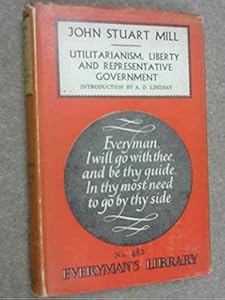 JOHN STUART MILL
UTILITARIANISM, LIBERTY
AND REPRESENTATIVE
GOVERNMENT
INTRODUCTION BY A. D. LINDSAY
Everyman,
I will go with thee,
and be thy guide,
In thy most need
to go by thy side
No. 482
EVERYMAN'S LIBRARY